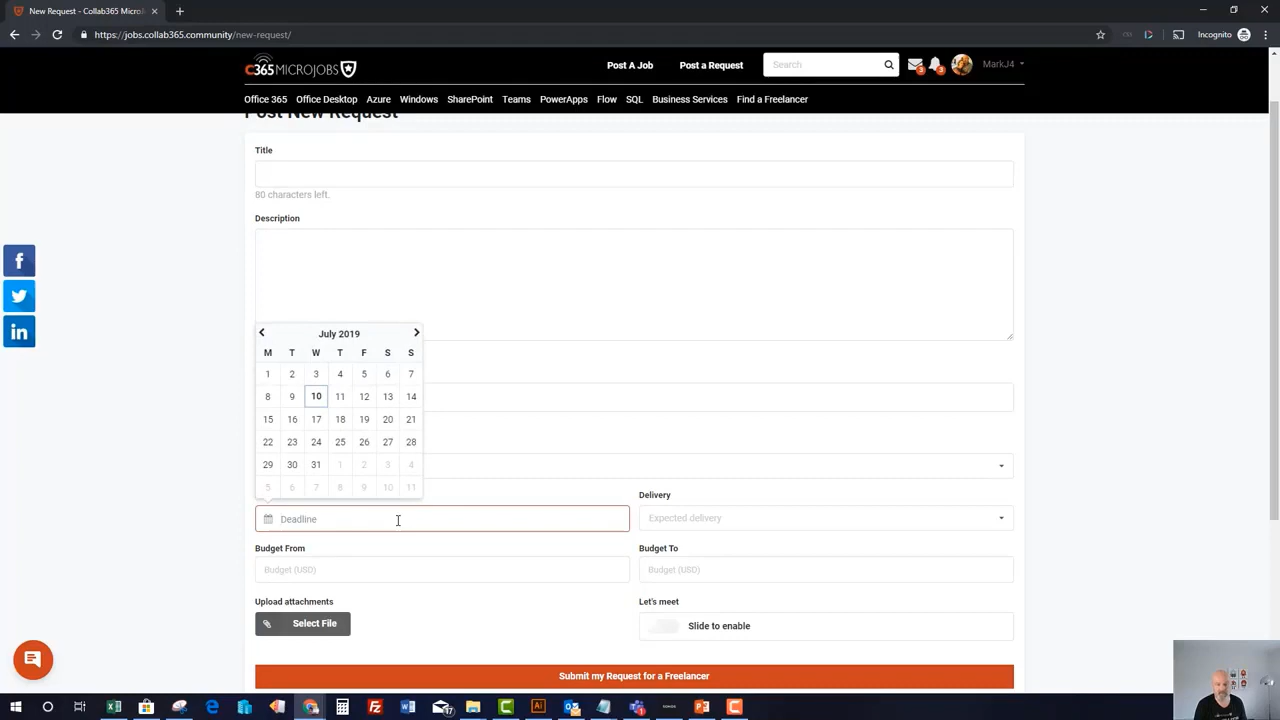 New Request - Collab365 Microjob
https://jobs.collab365.community/new-request/
Incognito
C365MICROJOBS
Post A Job
Post a Request
Search
3
3
MarkJ4
Office 365
Office Desktop
Azure
Windows
SharePoint
Teams
PowerApps
Flow
SQL
Business Services
Find a Freelancer
Post New Request
Title
80 characters left.
Description
July 2019
M T W T F S S
1 2 3 4 5 6 7
8 9 10 11 12 13 14
15 16 17 18 19 20 21
22 23 24 25 26 27 28
29 30 31 1 2 3 4
5 6 7 8 9 10 11
Deadline
Delivery
Expected delivery
Budget From
Budget (USD)
Budget To
Budget (USD)
Upload attachments
Select File
Let's meet
Slide to enable
Submit my Request for a Freelancer